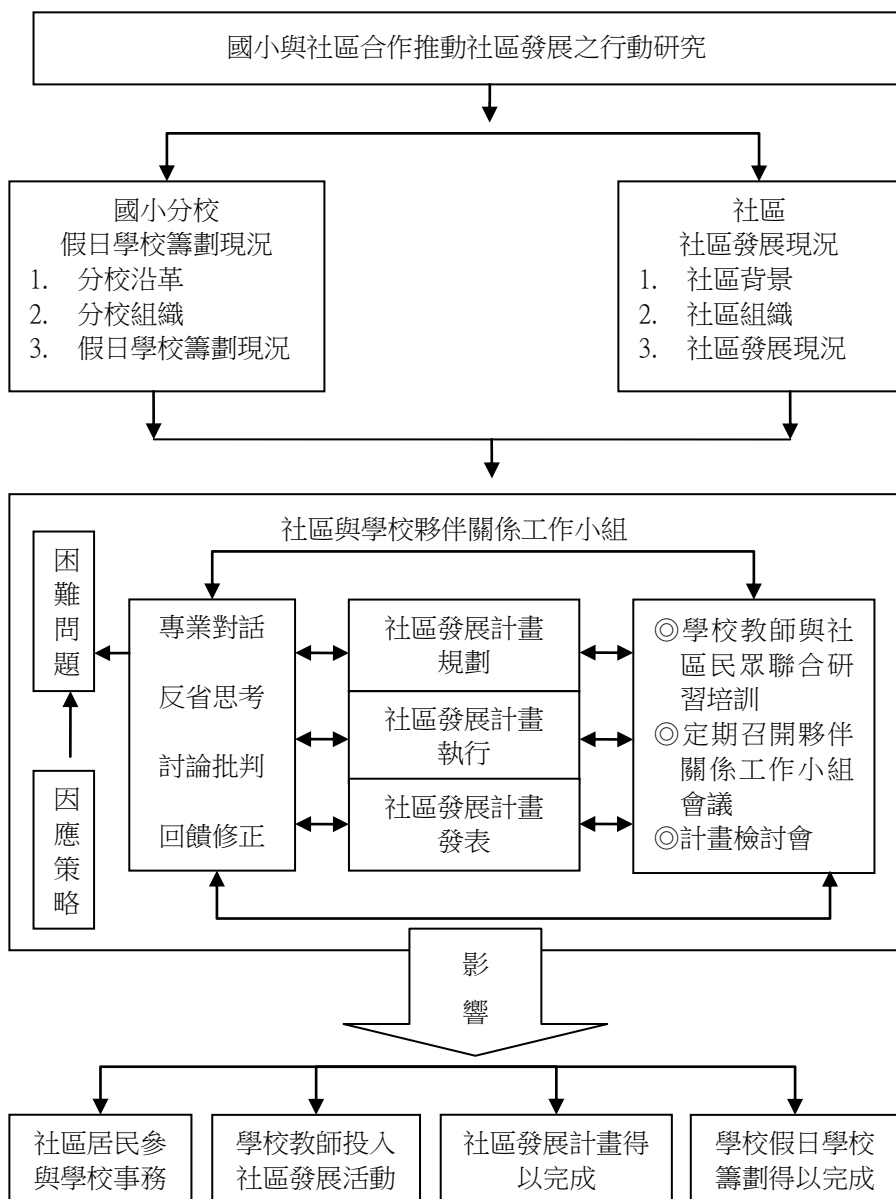 國小與社區合作推動社區發展之行動研究
國小分校
假日學校籌劃現況
1. 分校沿革
2. 分校組織
3. 假日學校籌劃現況
社區
社區發展現況
1. 社區背景
2. 社區組織
3. 社區發展現況
社區與學校夥伴關係工作小組
困難問題
因應策略
專業對話
反省思考
討論批判
回饋修正
社區發展計畫
規劃
社區發展計畫
執行
社區發展計畫
發表
◎學校教師與社
區民眾聯合研
習培訓
◎定期召開夥伴
關係工作小組
會議
◎計畫檢討會
影
響
社區居民參
與學校事務
學校教師投入
社區發展活動
社區發展計畫得
以完成
學校假日學校
籌劃得以完成